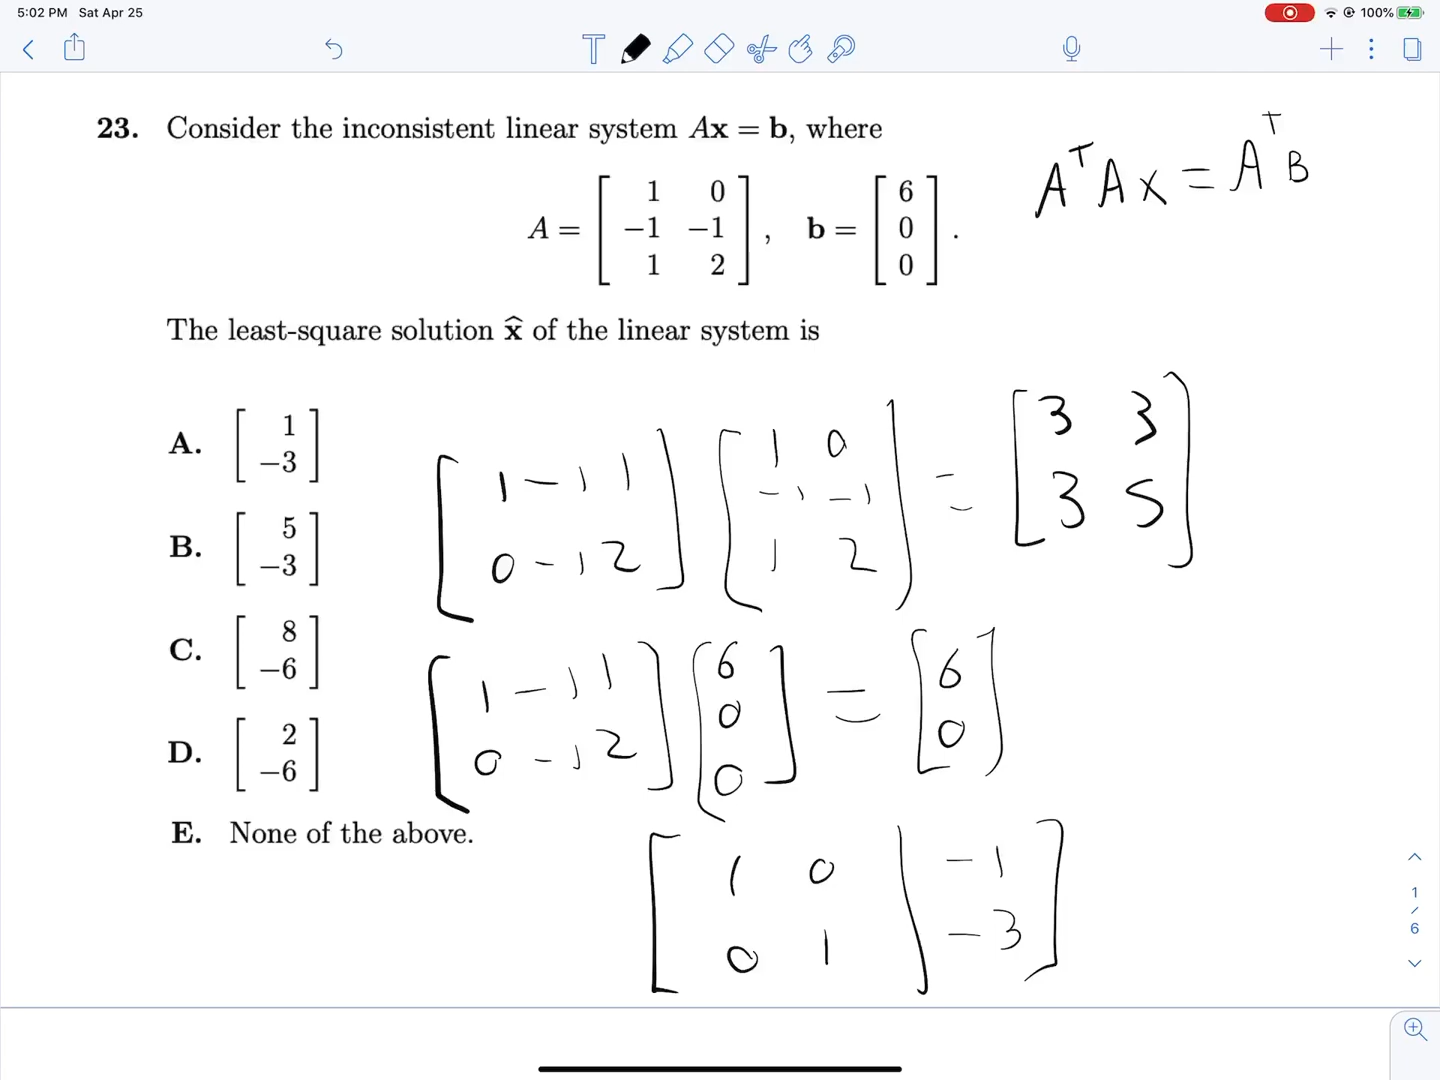 5:02 PM Sat Apr 25
100%
23. Consider the inconsistent linear system Ax = b, where
A^T A x = A^T B
A = [ 1 0
-1 -1
1 2 ], b = [ 6
0
0 ].
The least-square solution x̂ of the linear system is
A. [ 1
-3 ]
B. [ 5
-3 ]
C. [ 8
-6 ]
D. [ 2
-6 ]
E. None of the above.
[ 1 -1 1
0 -1 2 ] [ 1 0
-1 -1
1 2 ] = [ 3 3
3 5 ]
[ 1 -1 1
0 -1 2 ] [ 6
0
0 ] = [ 6
0 ]
[ 1 0 | -1
0 1 | -3 ]
1
/
6